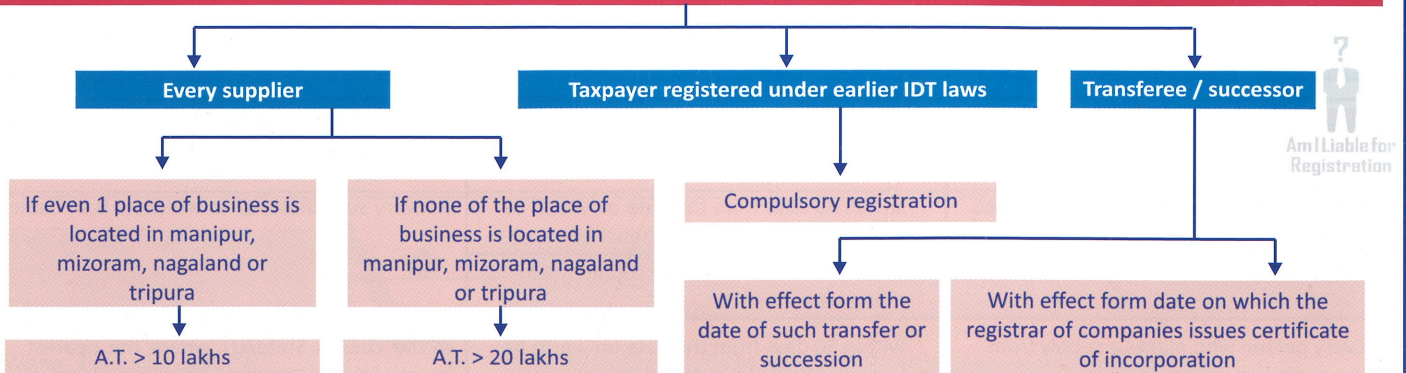 Every supplier
Taxpayer registered under earlier IDT laws
Transferee / successor
?
Am I Liable for
Registration
If even 1 place of business is
located in manipur,
mizoram, nagaland or
tripura
If none of the place of
business is located in
manipur, mizoram, nagaland
or tripura
Compulsory registration
A.T. > 10 lakhs
A.T. > 20 lakhs
With effect form the
date of such transfer or
succession
With effect form date on which the
registrar of companies issues certificate
of incorporation